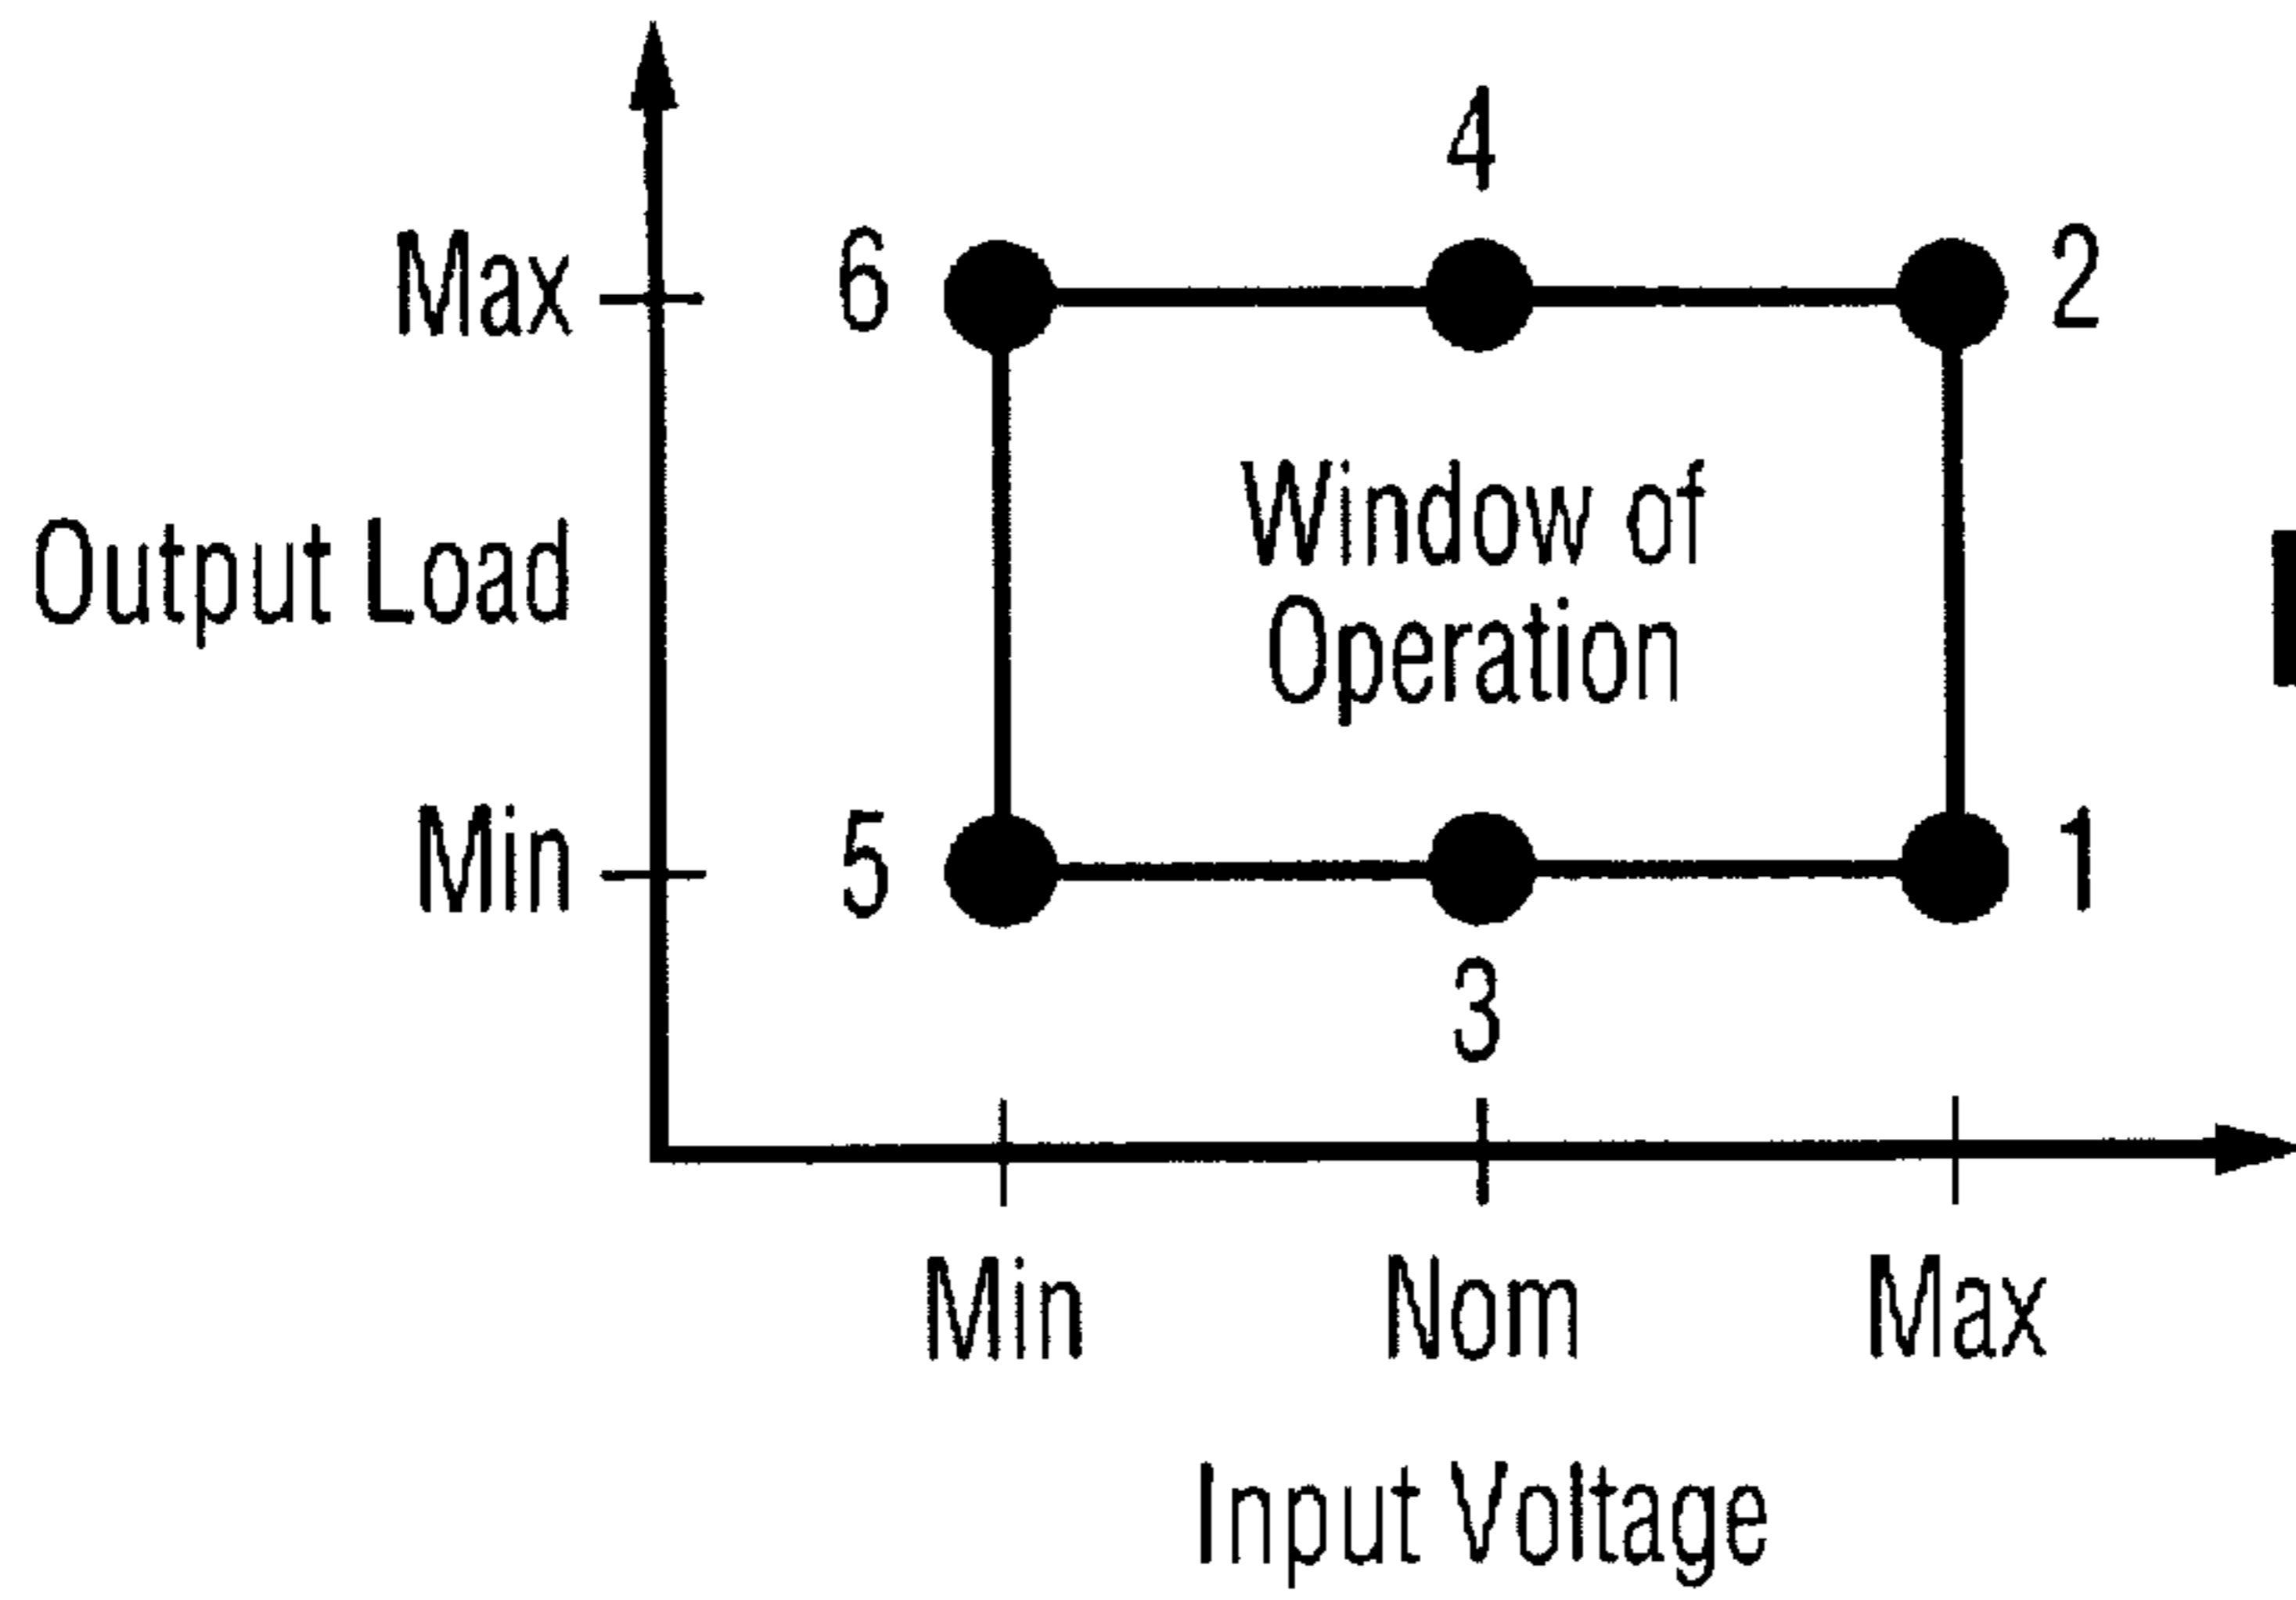 4
Max
6
2
Window of
Operation
Output Load
Min
5
1
3
Min Nom Max
Input Voltage